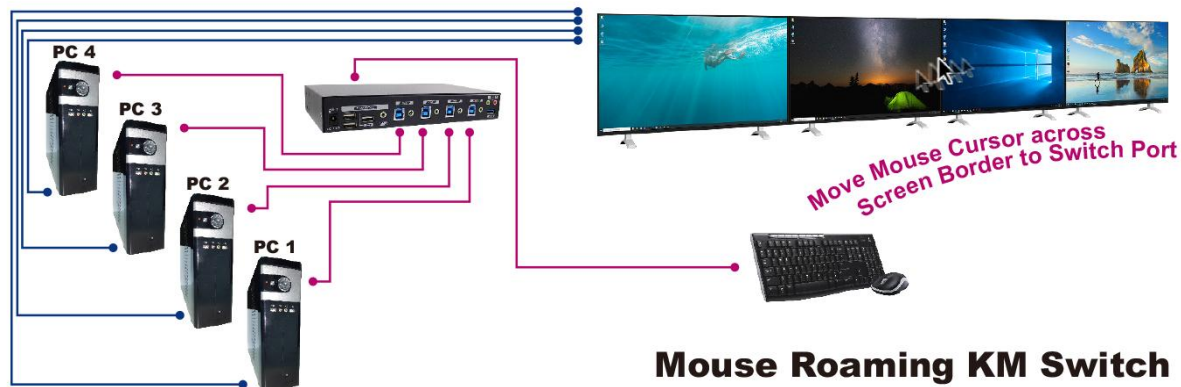 PC 4
PC 3
PC 2
PC 1
Move Mouse Cursor across
Screen Border to Switch Port
Mouse Roaming KM Switch